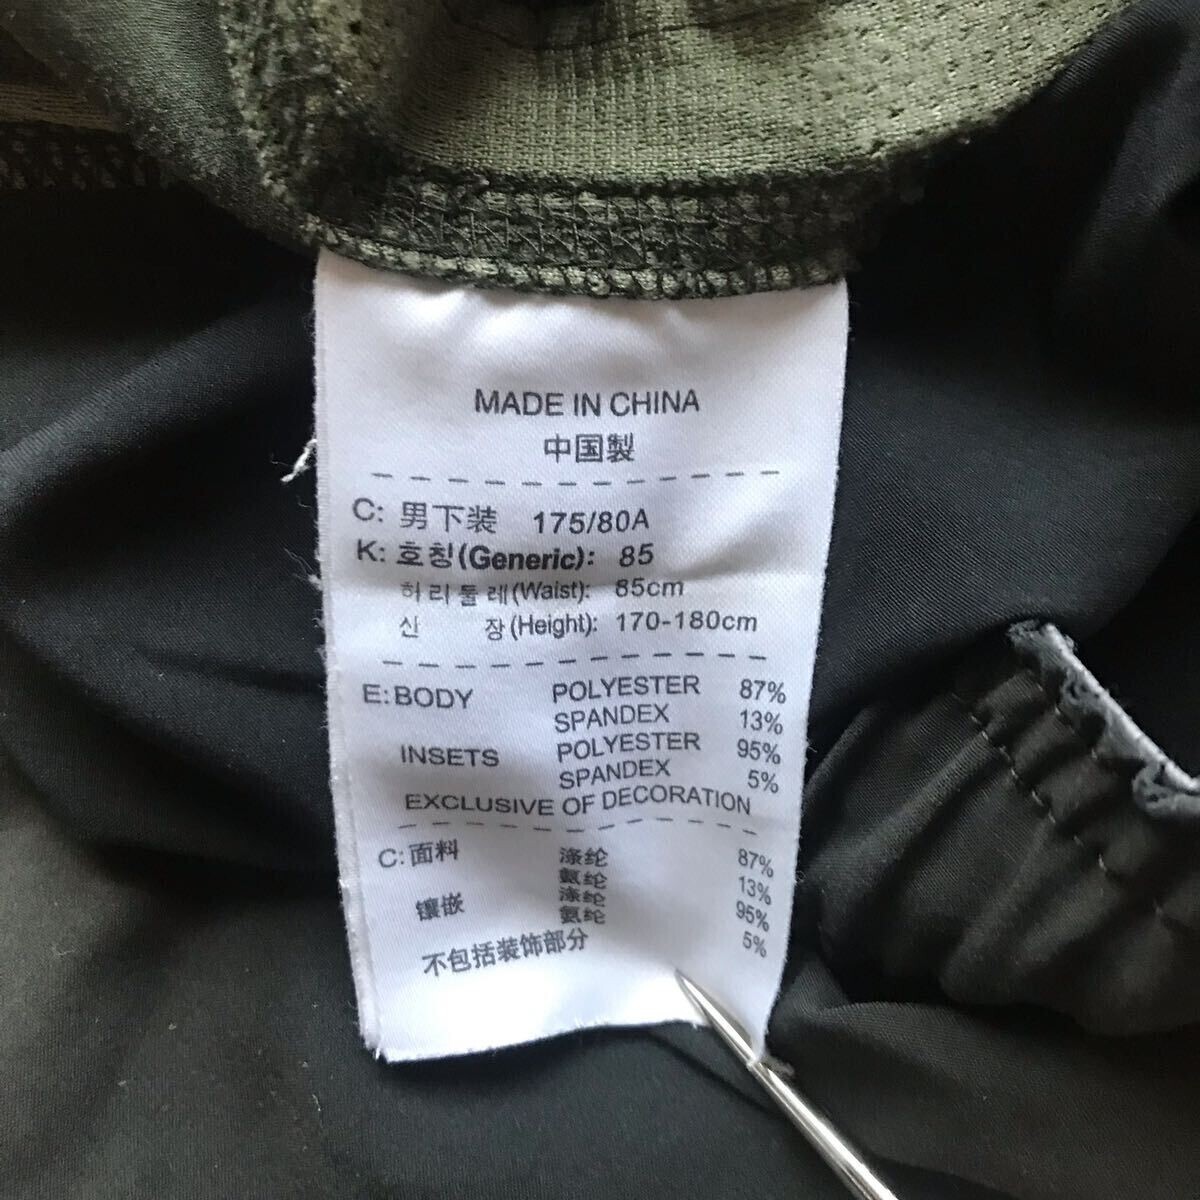 MADE IN CHINA
中国製
C: 男下装 175/80A
K: 호칭(Generic): 85
허리둘레(Waist): 85cm
산 장(Height): 170-180cm
E: BODY POLYESTER 87%
SPANDEX 13%
INSETS POLYESTER 95%
SPANDEX 5%
EXCLUSIVE OF DECORATION
C: 面料 涤纶 87%
氨纶 13%
镶嵌 涤纶 95%
氨纶 5%
不包括装饰部分